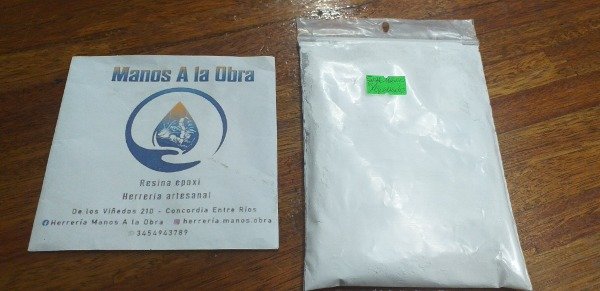 Manos A la Obra
Resina epoxi
Herrería artesanal
De los Viñedos 210 - Concordia Entre Ríos
Herrería Manos A la Obra herreria.manos.obra
3454943789